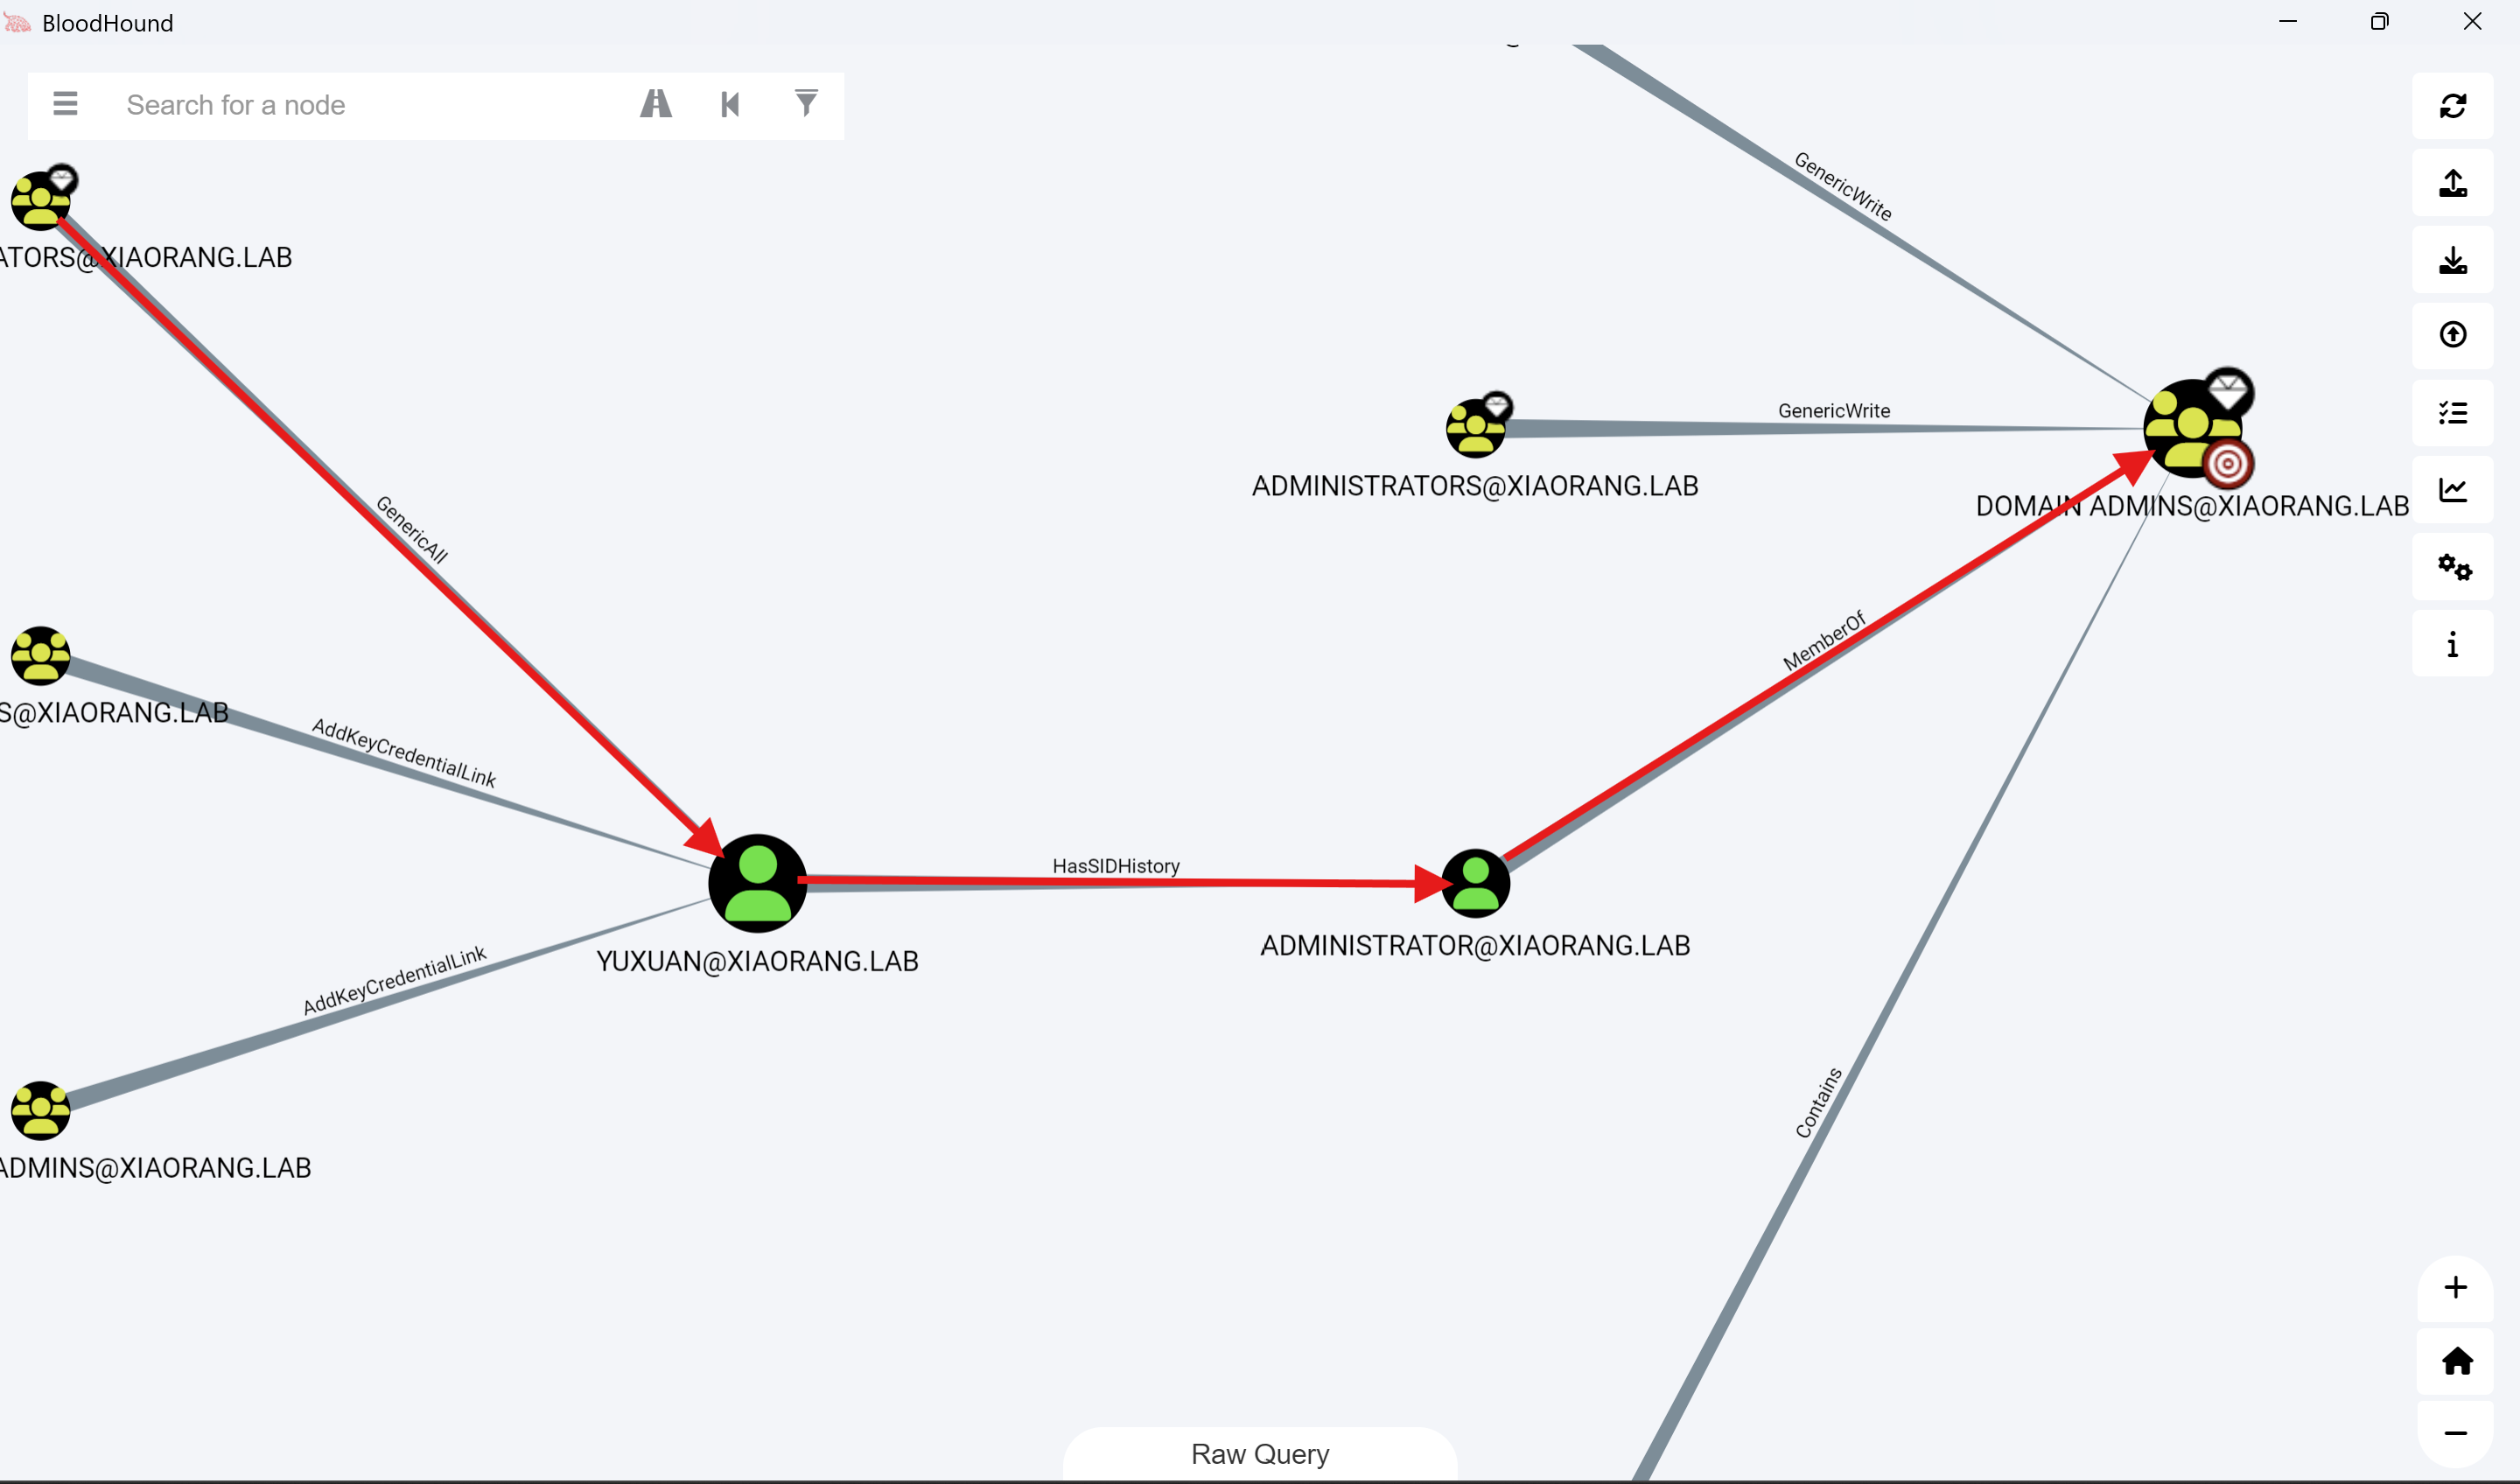 BloodHound
Search for a node
GenericWrite
ATORS@XIAORANG.LAB
GenericWrite
ADMINISTRATORS@XIAORANG.LAB
DOMAIN ADMINS@XIAORANG.LAB
GenericAll
MemberOf
S@XIAORANG.LAB
AddKeyCredentialLink
HasSIDHistory
YUXUAN@XIAORANG.LAB
ADMINISTRATOR@XIAORANG.LAB
AddKeyCredentialLink
Contains
ADMINS@XIAORANG.LAB
Raw Query